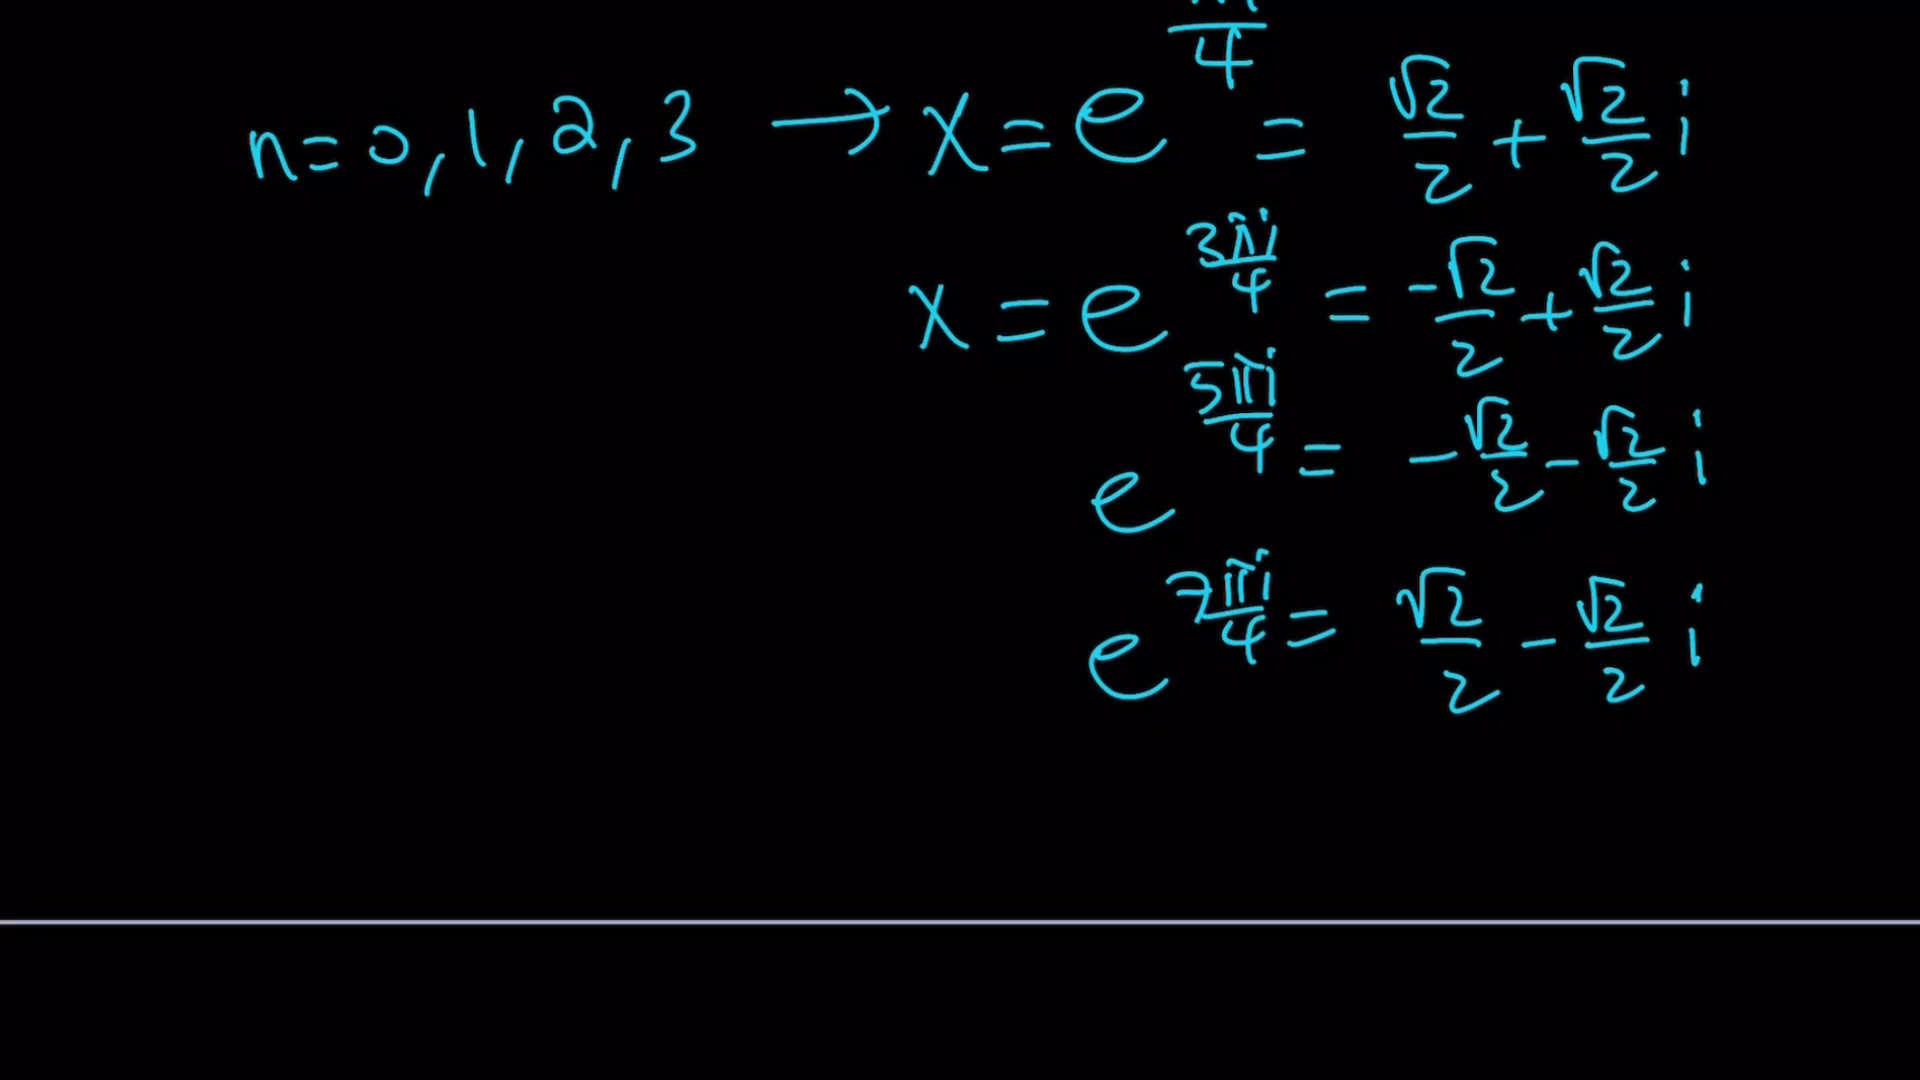 n=0,1,2,3 → x=e^(πi/4) = √2/2 + √2/2 i
x=e^(3πi/4) = -√2/2 + √2/2 i
e^(5πi/4) = -√2/2 - √2/2 i
e^(7πi/4) = √2/2 - √2/2 i